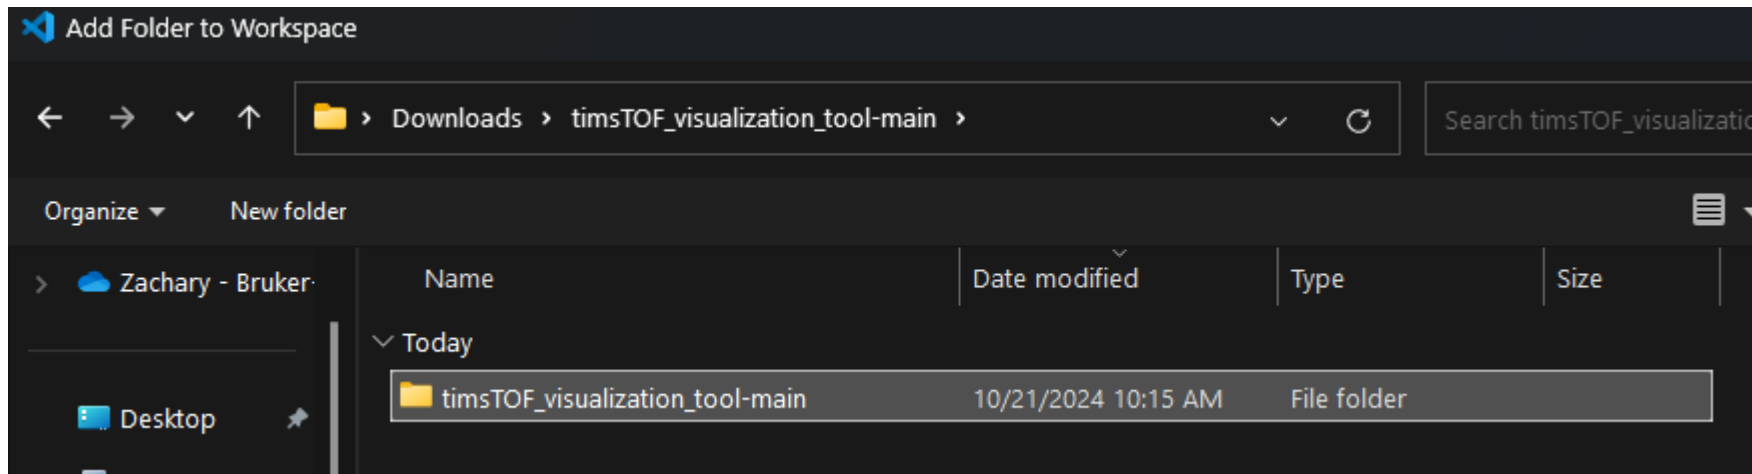 Add Folder to Workspace
Downloads timsTOF_visualization_tool-main
Search timsTOF_visualizatio
Organize New folder
Zachary - Bruker-
Name Date modified Type Size
Today
timsTOF_visualization_tool-main 10/21/2024 10:15 AM File folder
Desktop